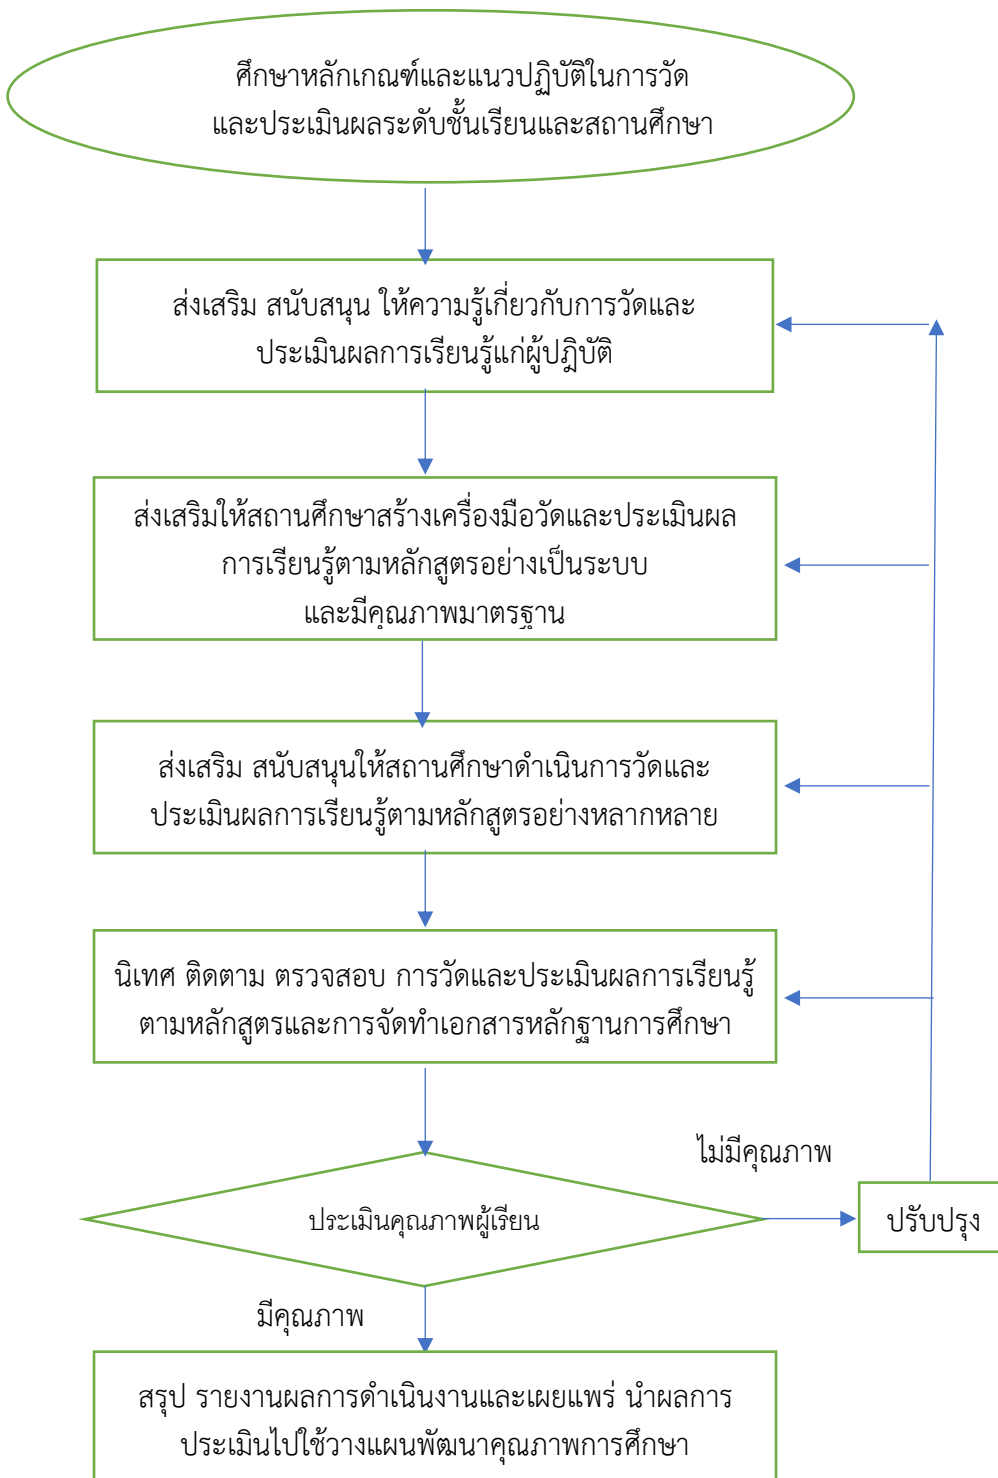 ศึกษาหลักเกณฑ์และแนวปฏิบัติในการวัด
และประเมินผลระดับชั้นเรียนและสถานศึกษา
ส่งเสริม สนับสนุน ให้ความรู้เกี่ยวกับการวัดและ
ประเมินผลการเรียนรู้แก่ผู้ปฎิบัติ
ส่งเสริมให้สถานศึกษาสร้างเครื่องมือวัดและประเมินผล
การเรียนรู้ตามหลักสูตรอย่างเป็นระบบ
และมีคุณภาพมาตรฐาน
ส่งเสริม สนับสนุนให้สถานศึกษาดำเนินการวัดและ
ประเมินผลการเรียนรู้ตามหลักสูตรอย่างหลากหลาย
นิเทศ ติดตาม ตรวจสอบ การวัดและประเมินผลการเรียนรู้
ตามหลักสูตรและการจัดทำเอกสารหลักฐานการศึกษา
ไม่มีคุณภาพ
ประเมินคุณภาพผู้เรียน
ปรับปรุง
มีคุณภาพ
สรุป รายงานผลการดำเนินงานและเผยแพร่ นำผลการ
ประเมินไปใช้วางแผนพัฒนาคุณภาพการศึกษา